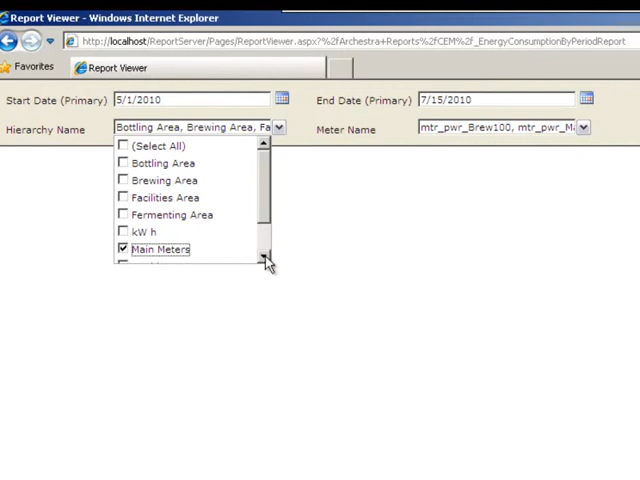 Report Viewer - Windows Internet Explorer
http://localhost/ReportServer/Pages/ReportViewer.aspx?%2fArchestra+Reports%2fCEM%2f_EnergyConsumptionByPeriodReport
Favorites
Report Viewer
Start Date (Primary) 5/1/2010 End Date (Primary) 7/15/2010
Hierarchy Name Bottling Area, Brewing Area, Fa Meter Name mtr_pwr_Brew100, mtr_pwr_Ma
(Select All)
Bottling Area
Brewing Area
Facilities Area
Fermenting Area
kW h
Main Meters